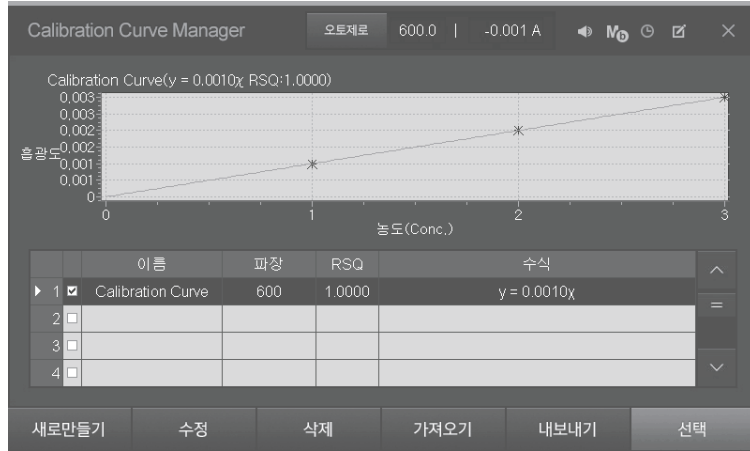 Calibration Curve Manager 오토제로 600.0 | -0.001 A
Calibration Curve(y = 0.0010χ RSQ:1.0000)
0,003
0,003
0,002
0,002
흡광도
0,001
0,001
0
0 1 2 3
농도(Conc,)
이름 파장 RSQ 수식
1 Calibration Curve 600 1.0000 y = 0.0010χ
2
3
4
새로만들기 수정 삭제 가져오기 내보내기 선택